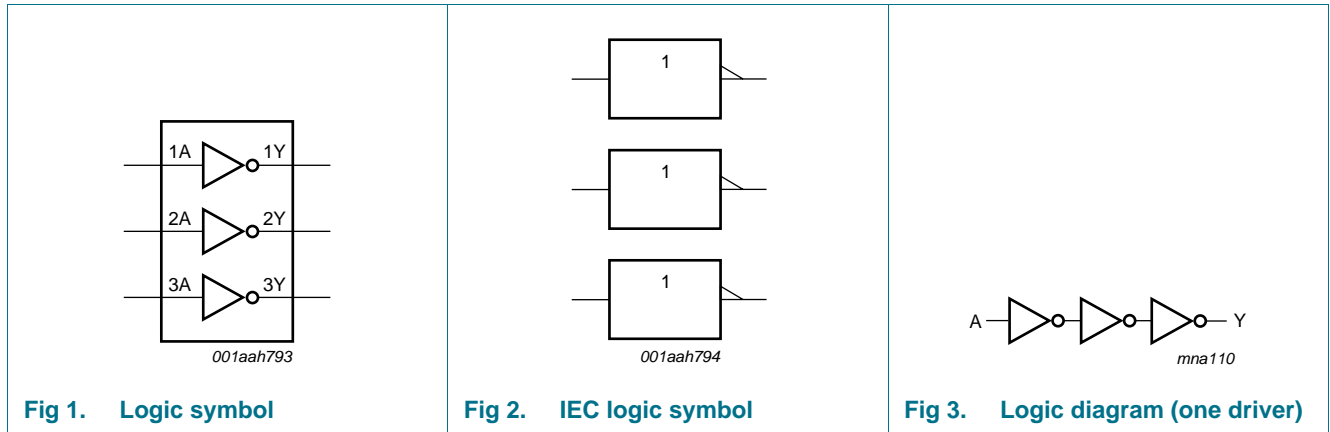 1A 1Y
2A 2Y
3A 3Y
001aah793
Fig 1. Logic symbol
1
1
1
001aah794
Fig 2. IEC logic symbol
A Y
mna110
Fig 3. Logic diagram (one driver)